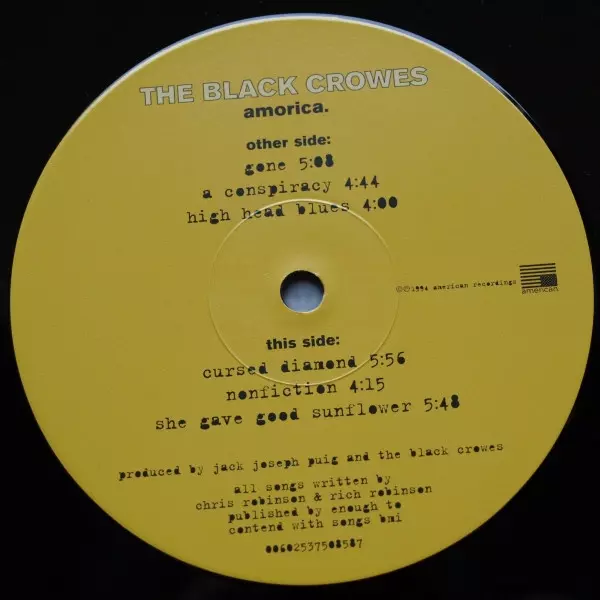 THE BLACK CROWES
amorica.
other side:
gone 5:08
a conspiracy 4:44
high head blues 4:00
©℗1994 american recordings
american
this side:
cursed diamond 5:56
nonfiction 4:15
she gave good sunflower 5:48
produced by jack joseph puig and the black crowes
all songs written by
chris robinson & rich robinson
published by enough to
contend with songs bmi
00602537508587